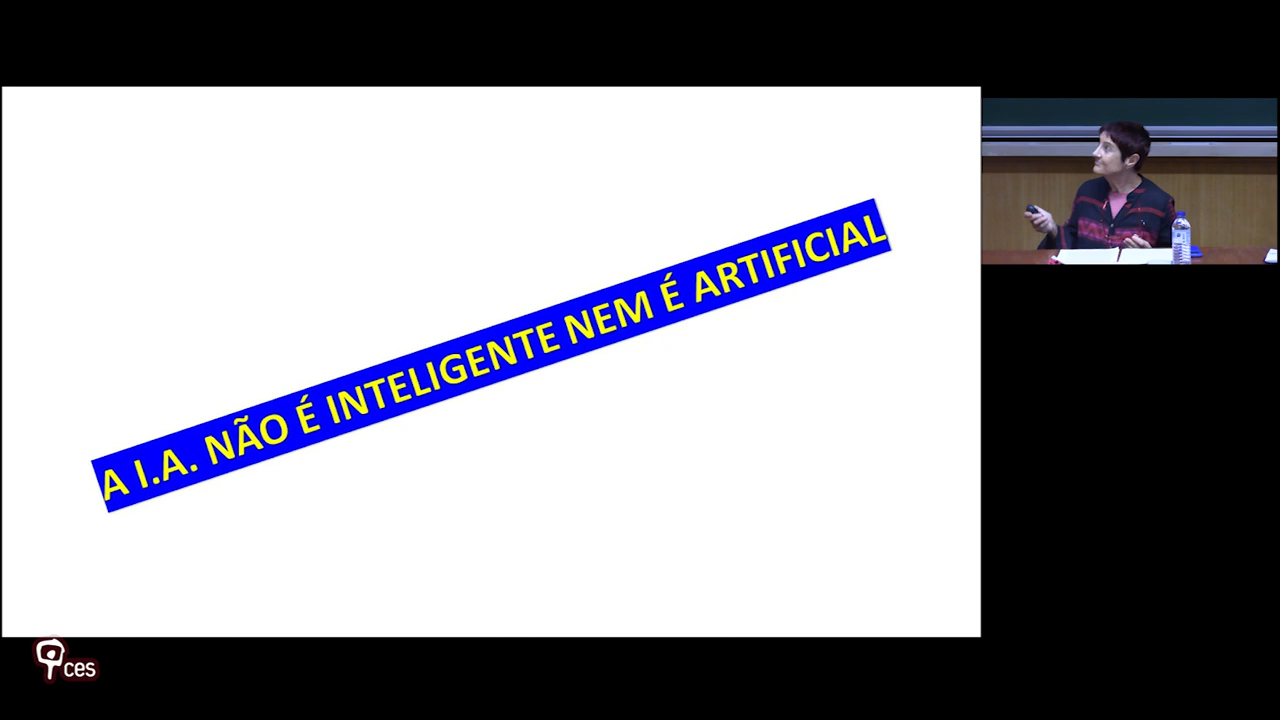 A I.A. NÃO É INTELIGENTE NEM É ARTIFICIAL
ces